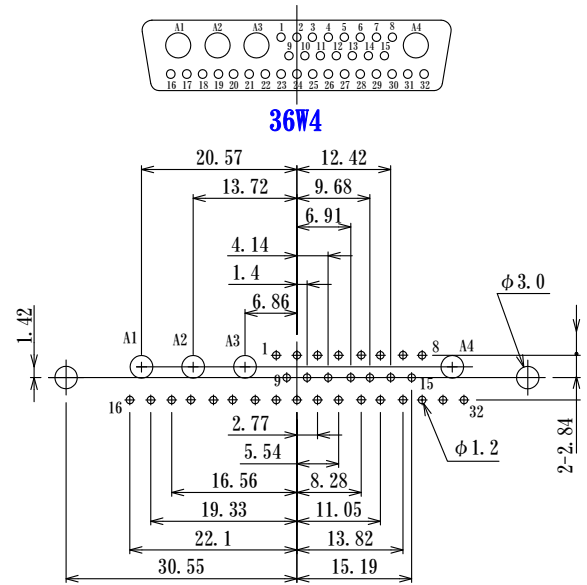 A1 A2 A3 1 2 3 4 5 6 7 8 A4
9 10 11 12 13 14 15
16 17 18 19 20 21 22 23 24 25 26 27 28 29 30 31 32
36W4
20.57 12.42
13.72 9.68
6.91
4.14
1.4
φ3.0
6.86
1.42
A1 A2 A3 1 8 A4
9 15
16 32
2.77
φ1.2
2-2.84
5.54
16.56 8.28
19.33 11.05
22.1 13.82
30.55 15.19